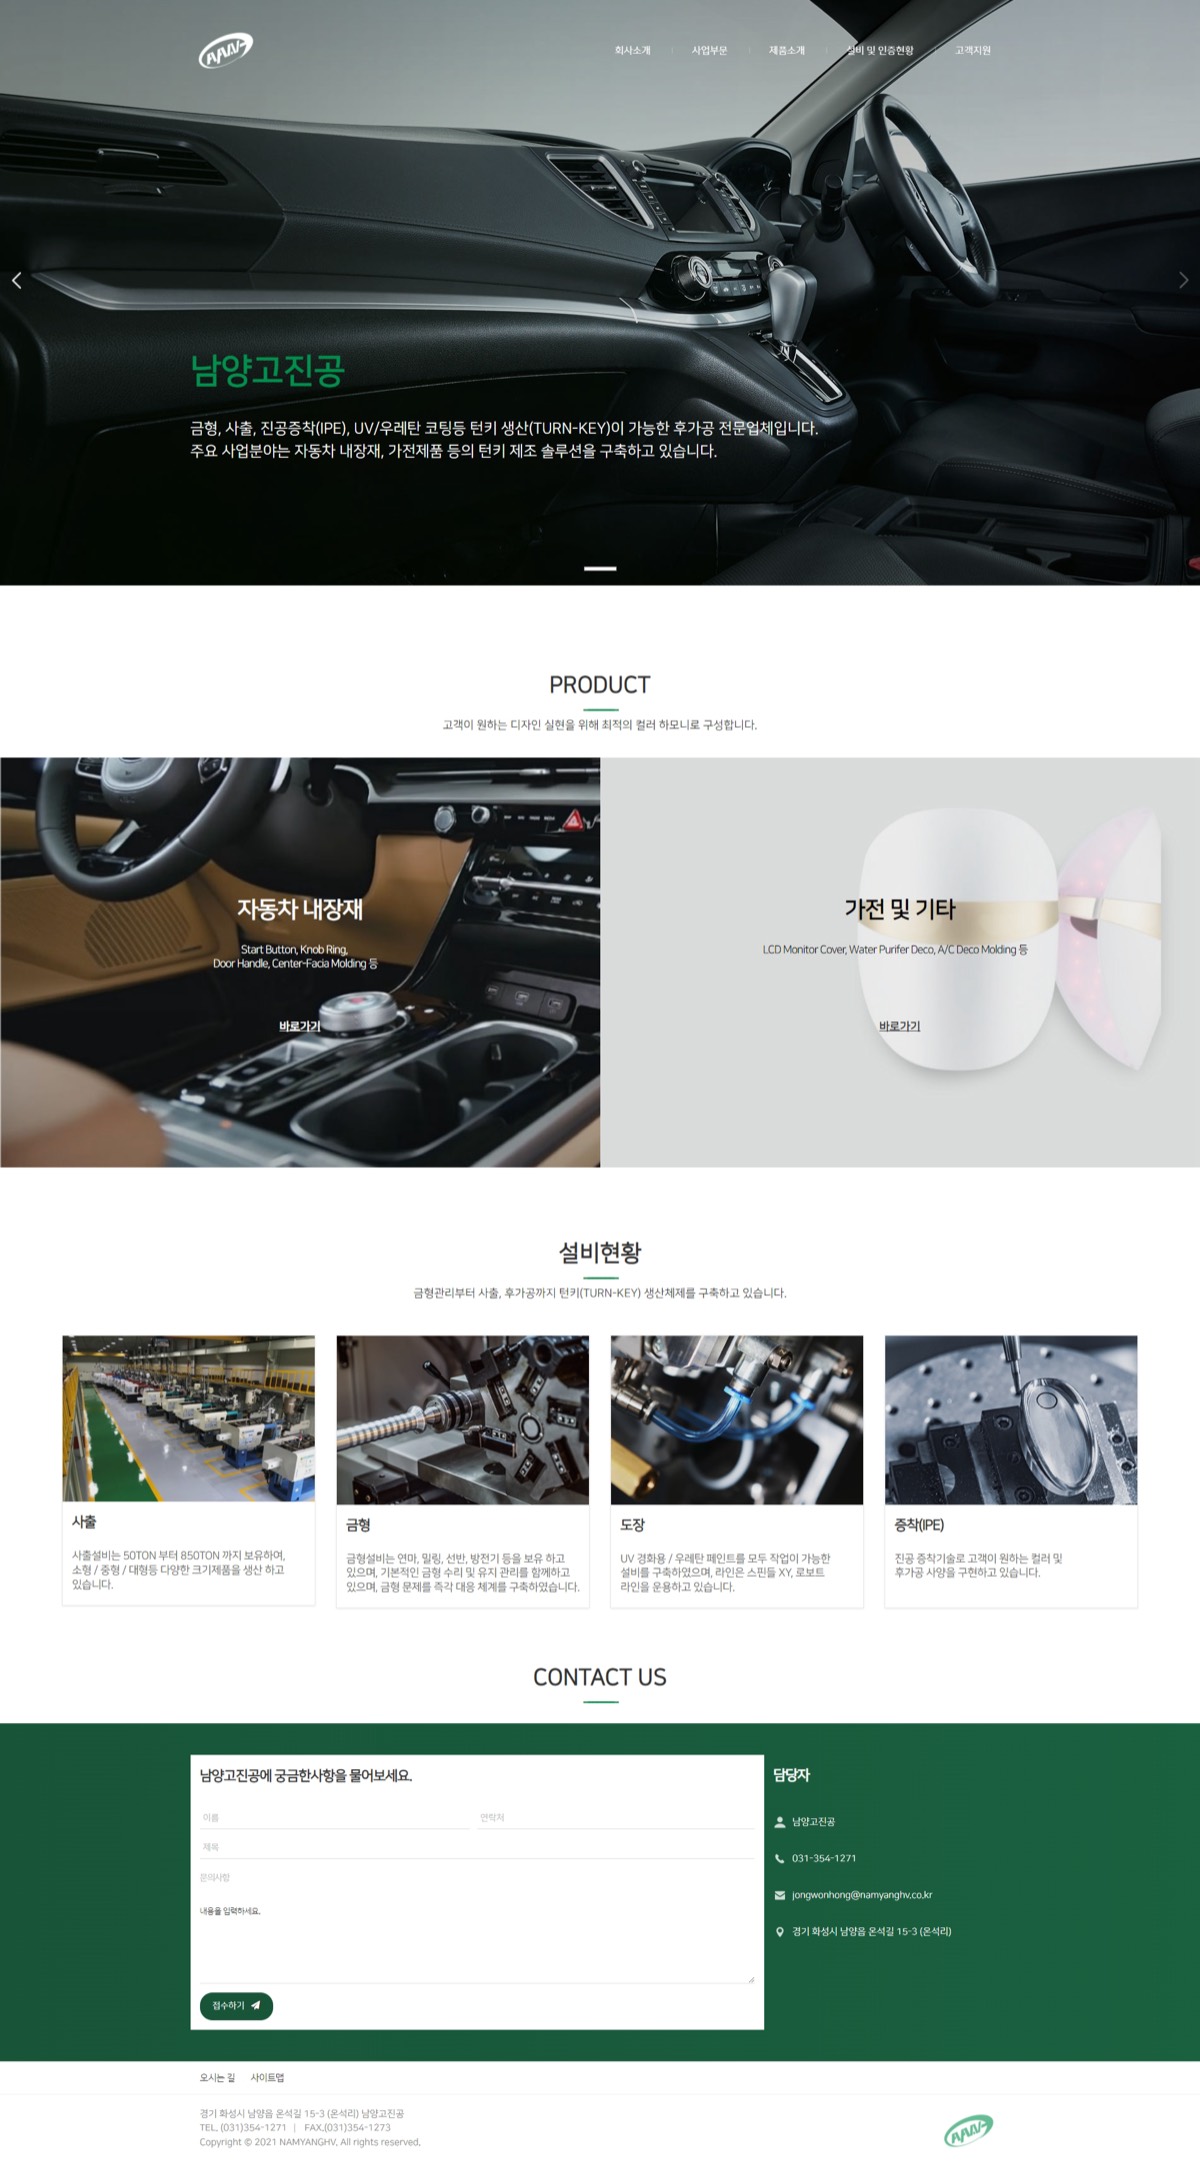 회사소개
사업부문
제품소개
설비 및 인증현황
고객지원
남양고진공
금형, 사출, 진공증착(IPE), UV/우레탄 코팅등 턴키 생산(TURN-KEY)이 가능한 후가공 전문업체입니다.
주요 사업분야는 자동차 내장재, 가전제품 등의 턴키 제조 솔루션을 구축하고 있습니다.
PRODUCT
고객이 원하는 디자인 실현을 위해 최적의 컬러 하모니로 구성합니다.
자동차 내장재
Start Button, Knob Ring,
Door Handle, Center-Facia Molding 등
바로가기
가전 및 기타
LCD Monitor Cover, Water Purifer Deco, A/C Deco Molding 등
바로가기
설비현황
금형관리부터 사출, 후가공까지 턴키(TURN-KEY) 생산체제를 구축하고 있습니다.
사출
사출설비는 50TON 부터 850TON 까지 보유하여,
소형 / 중형 / 대형등 다양한 크기제품을 생산 하고
있습니다.
금형
금형설비는 연마, 밀링, 선반, 방전기 등을 보유 하고
있으며, 기본적인 금형 수리 및 유지 관리를 함께하고
있으며, 금형 문제를 즉각 대응 체계를 구축하였습니다.
도장
UV 경화용 / 우레탄 페인트를 모두 작업이 가능한
설비를 구축하였으며, 라인은 스핀들 XY, 로보트
라인을 운용하고 있습니다.
증착(IPE)
진공 증착기술로 고객이 원하는 컬러 및
후가공 사양을 구현하고 있습니다.
CONTACT US
남양고진공에 궁금한사항을 물어보세요.
이름
연락처
제목
문의사항
내용을 입력하세요.
접수하기
담당자
남양고진공
031-354-1271
jongwonhong@namyanghv.co.kr
경기 화성시 남양읍 온석길 15-3 (온석리)
오시는 길
사이트맵
경기 화성시 남양읍 온석길 15-3 (온석리) 남양고진공
TEL. (031)354-1271 | FAX.(031)354-1273
Copyright © 2021 NAMYANGHV. All rights reserved.